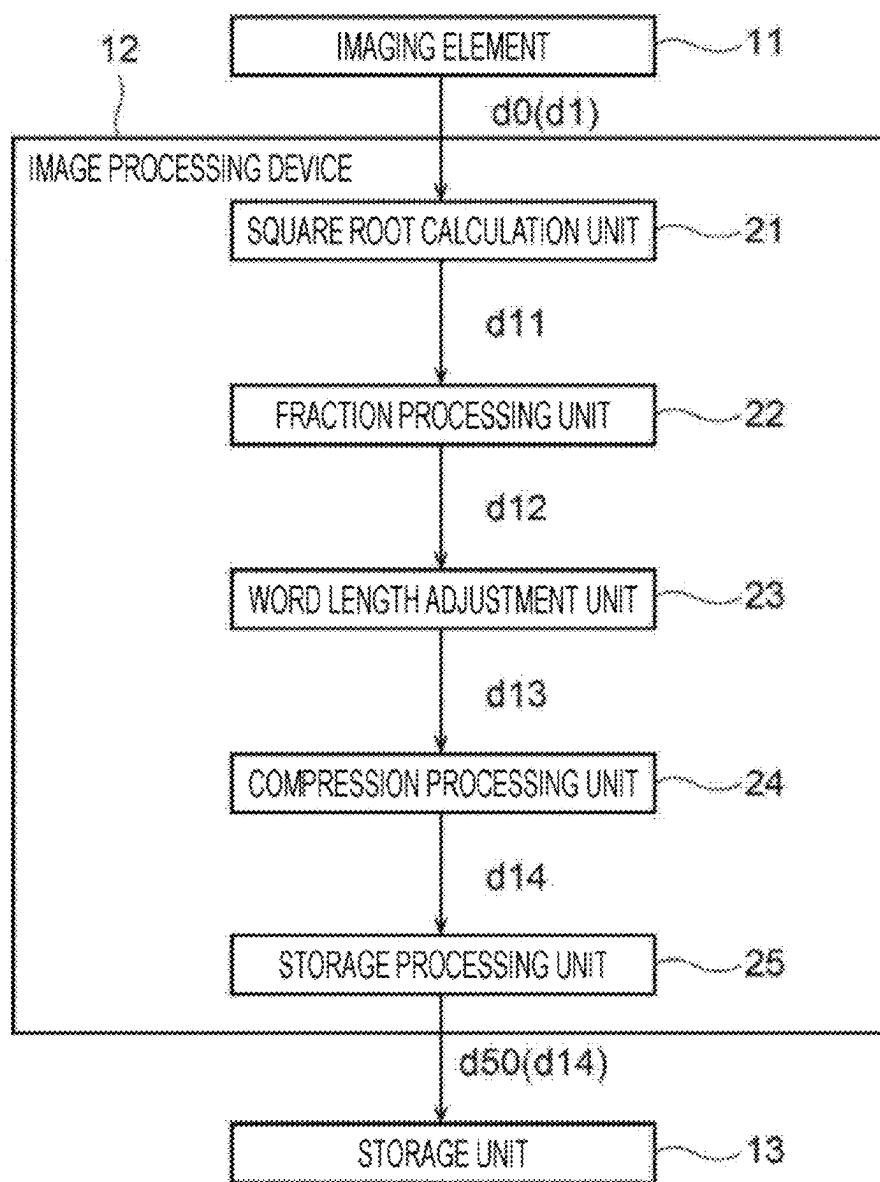 12
IMAGING ELEMENT 11
d0(d1)
IMAGE PROCESSING DEVICE
SQUARE ROOT CALCULATION UNIT 21
d11
FRACTION PROCESSING UNIT 22
d12
WORD LENGTH ADJUSTMENT UNIT 23
d13
COMPRESSION PROCESSING UNIT 24
d14
STORAGE PROCESSING UNIT 25
d50(d14)
STORAGE UNIT 13